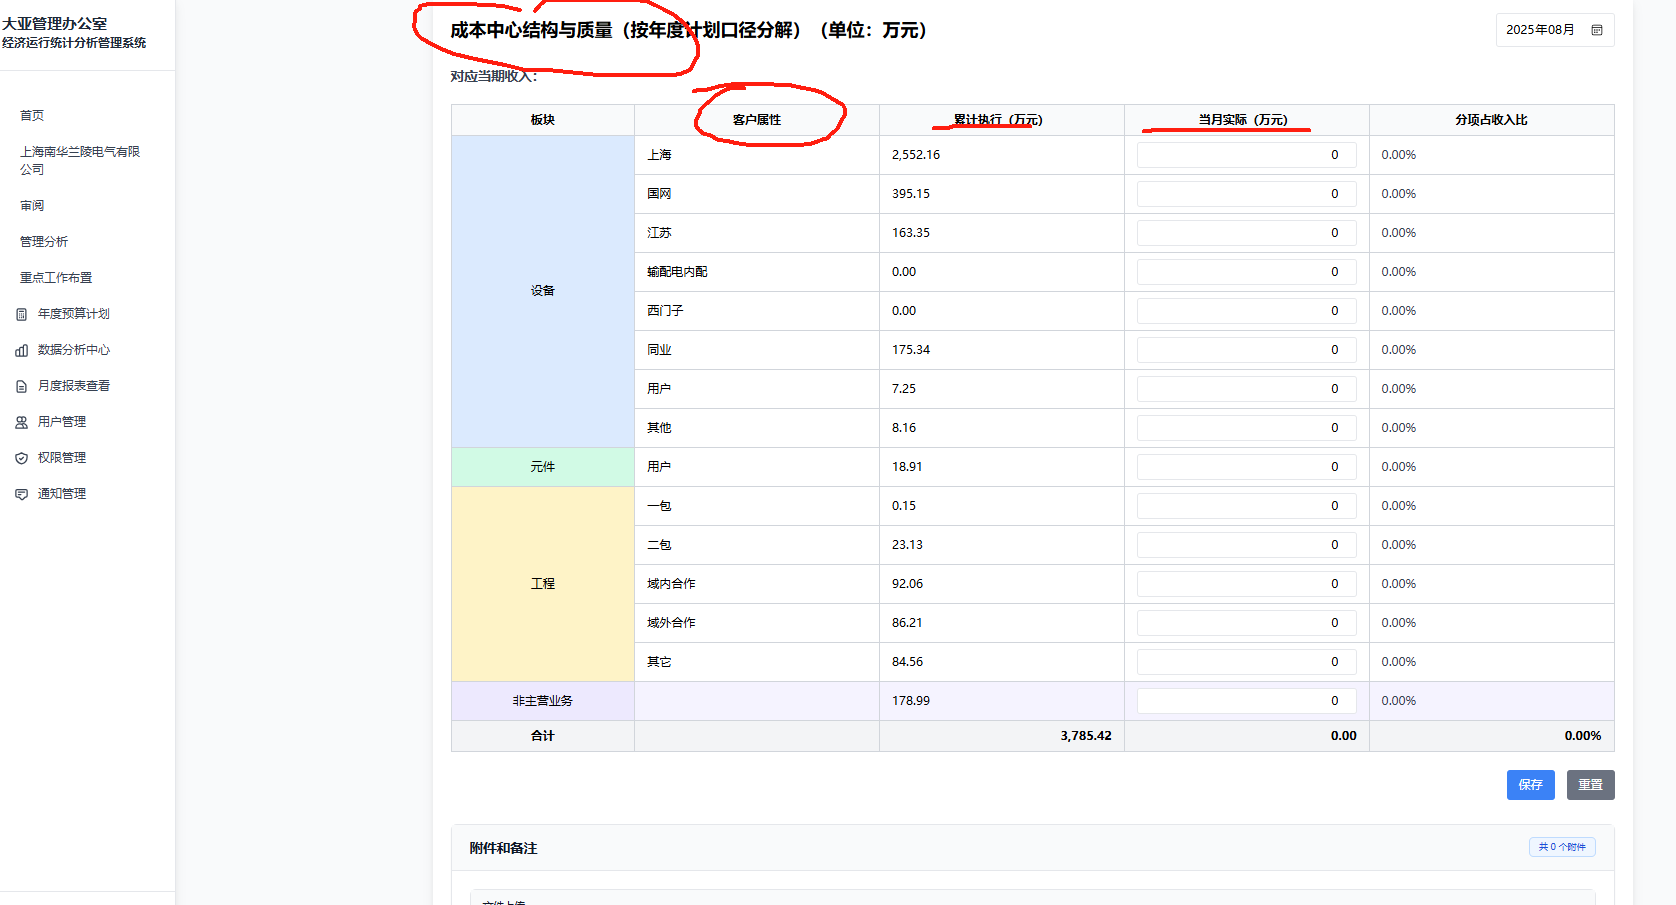 大亚管理办公室
经济运行统计分析管理系统
首页
上海南华兰陵电气有限
公司
审阅
管理分析
重点工作布置
年度预算计划
数据分析中心
月度报表查看
用户管理
权限管理
通知管理
成本中心结构与质量（按年度计划口径分解）（单位：万元）
2025年08月
对应当期收入：
板块 客户属性 累计执行（万元） 当月实际（万元） 分项占收入比
设备
上海 2,552.16 0 0.00%
国网 395.15 0 0.00%
江苏 163.35 0 0.00%
输配电内配 0.00 0 0.00%
西门子 0.00 0 0.00%
同业 175.34 0 0.00%
用户 7.25 0 0.00%
其他 8.16 0 0.00%
元件 用户 18.91 0 0.00%
工程
一包 0.15 0 0.00%
二包 23.13 0 0.00%
域内合作 92.06 0 0.00%
域外合作 86.21 0 0.00%
其它 84.56 0 0.00%
非主营业务 178.99 0 0.00%
合计 3,785.42 0.00 0.00%
保存 重置
附件和备注
共 0 个附件
文件上传